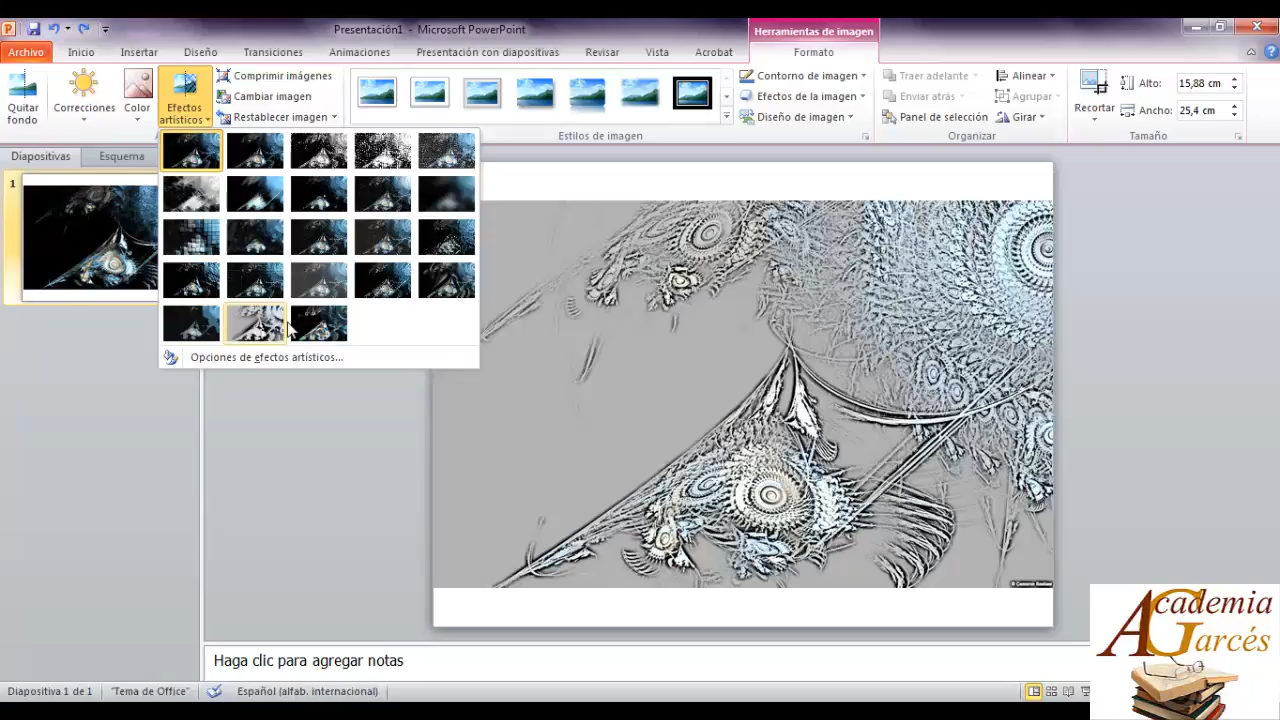 Presentación1 - Microsoft PowerPoint
Herramientas de imagen
Archivo
Inicio
Insertar
Diseño
Transiciones
Animaciones
Presentación con diapositivas
Revisar
Vista
Acrobat
Formato
Quitar fondo
Correcciones
Color
Efectos artísticos
Comprimir imágenes
Cambiar imagen
Restablecer imagen
Estilos de imagen
Contorno de imagen
Efectos de la imagen
Diseño de imagen
Traer adelante
Enviar atrás
Panel de selección
Alinear
Agrupar
Girar
Organizar
Recortar
Alto: 15,88 cm
Ancho: 25,4 cm
Tamaño
Diapositivas
Esquema
1
Opciones de efectos artísticos...
Haga clic para agregar notas
Diapositiva 1 de 1
"Tema de Office"
Español (alfab. internacional)
Academia
Garcés